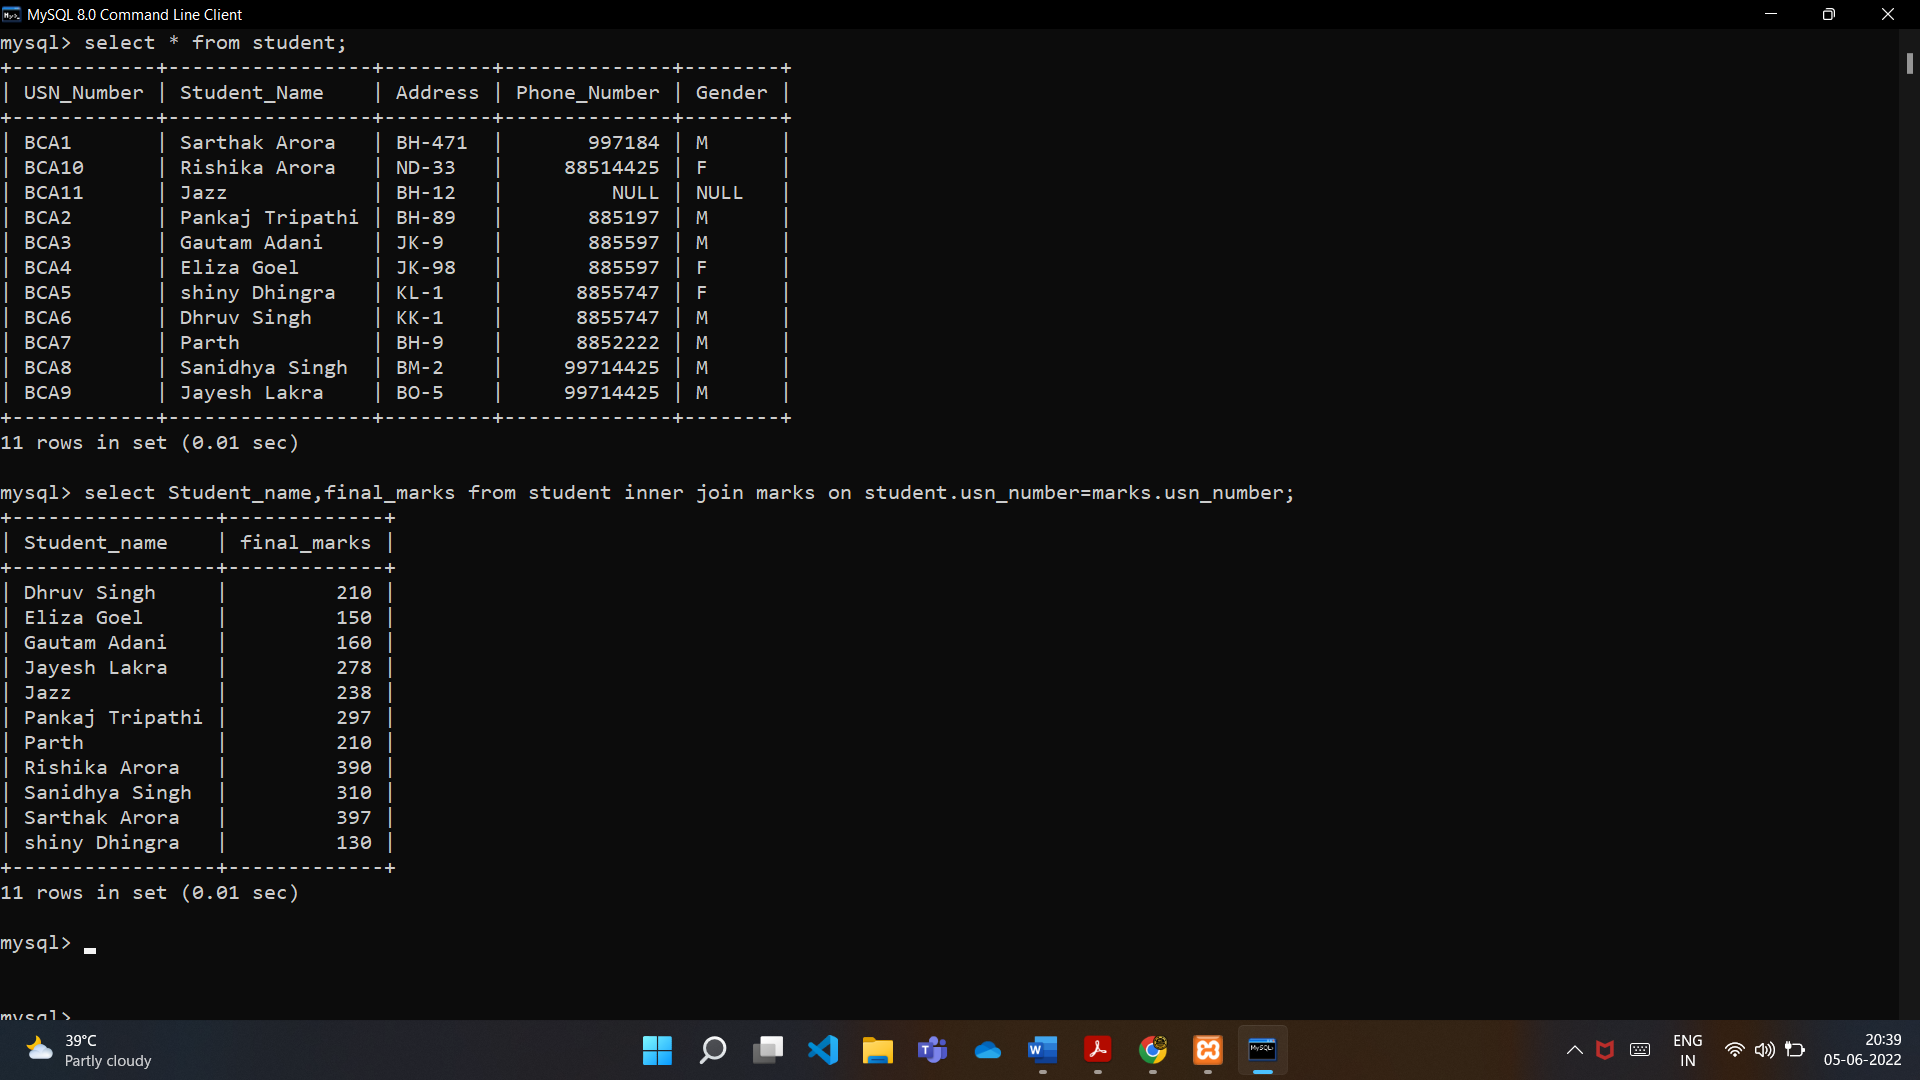 MySQL 8.0 Command Line Client
mysql> select * from student;
+------------+-----------------+---------+--------------+--------+
| USN_Number | Student_Name    | Address | Phone_Number | Gender |
+------------+-----------------+---------+--------------+--------+
| BCA1       | Sarthak Arora   | BH-471  |       997184 | M      |
| BCA10      | Rishika Arora   | ND-33   |     88514425 | F      |
| BCA11      | Jazz            | BH-12   |         NULL | NULL   |
| BCA2       | Pankaj Tripathi | BH-89   |       885197 | M      |
| BCA3       | Gautam Adani    | JK-9    |       885597 | M      |
| BCA4       | Eliza Goel      | JK-98   |       885597 | F      |
| BCA5       | shiny Dhingra   | KL-1    |      8855747 | F      |
| BCA6       | Dhruv Singh     | KK-1    |      8855747 | M      |
| BCA7       | Parth           | BH-9    |      8852222 | M      |
| BCA8       | Sanidhya Singh  | BM-2    |     99714425 | M      |
| BCA9       | Jayesh Lakra    | BO-5    |     99714425 | M      |
+------------+-----------------+---------+--------------+--------+
11 rows in set (0.01 sec)
mysql> select Student_name,final_marks from student inner join marks on student.usn_number=marks.usn_number;
+-----------------+-------------+
| Student_name    | final_marks |
+-----------------+-------------+
| Dhruv Singh     |         210 |
| Eliza Goel      |         150 |
| Gautam Adani    |         160 |
| Jayesh Lakra    |         278 |
| Jazz            |         238 |
| Pankaj Tripathi |         297 |
| Parth           |         210 |
| Rishika Arora   |         390 |
| Sanidhya Singh  |         310 |
| Sarthak Arora   |         397 |
| shiny Dhingra   |         130 |
+-----------------+-------------+
11 rows in set (0.01 sec)
mysql>
mysql>
39°C
Partly cloudy
ENG
IN
20:39
05-06-2022